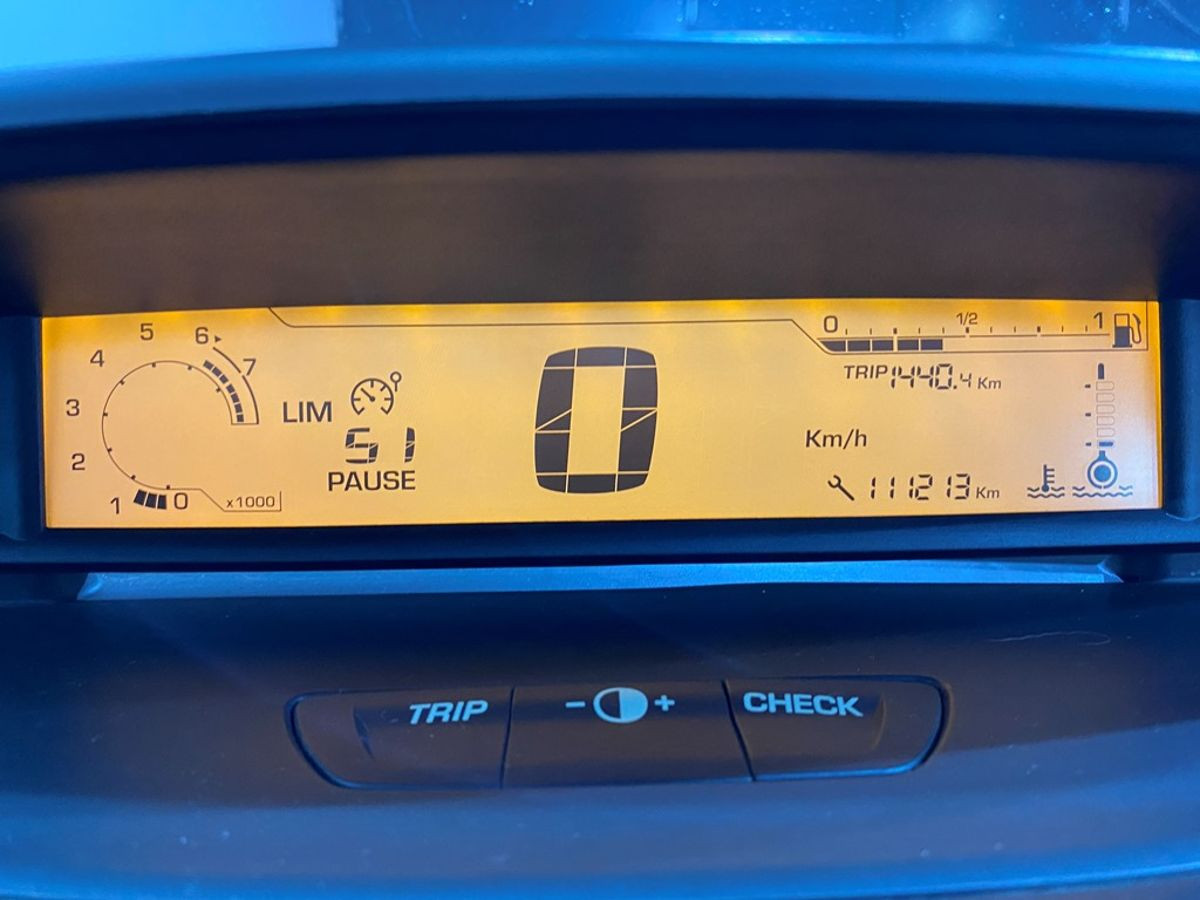 5
6
7
4
3
2
1
0
x1000
LIM
51
PAUSE
0
0
1/2
1
TRIP 1440.4 Km
Km/h
111213 Km
TRIP
- +
CHECK